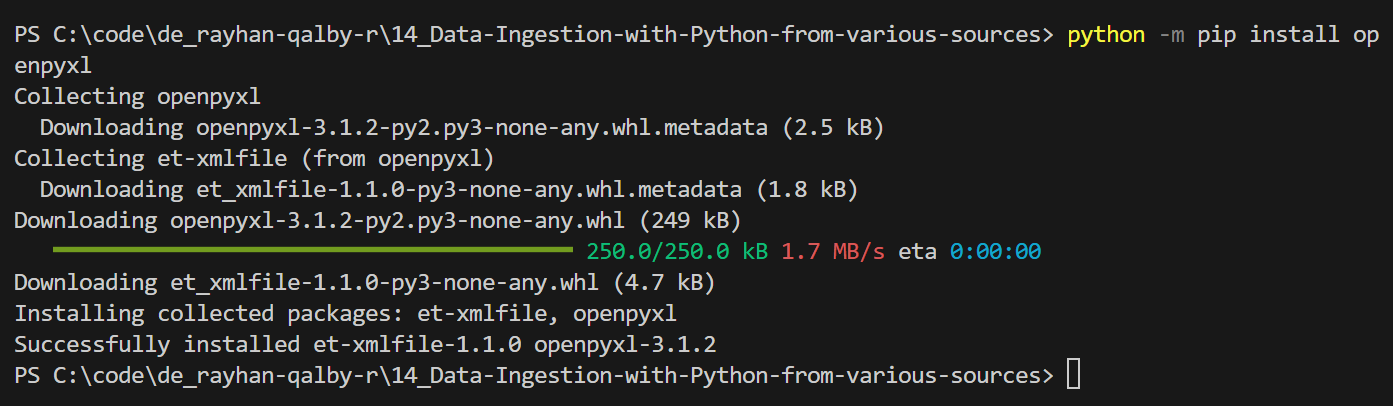 PS C:\code\de_rayhan-qalby-r\14_Data-Ingestion-with-Python-from-various-sources> python -m pip install op
enpyxl
Collecting openpyxl
  Downloading openpyxl-3.1.2-py2.py3-none-any.whl.metadata (2.5 kB)
Collecting et-xmlfile (from openpyxl)
  Downloading et_xmlfile-1.1.0-py3-none-any.whl.metadata (1.8 kB)
Downloading openpyxl-3.1.2-py2.py3-none-any.whl (249 kB)
250.0/250.0 kB 1.7 MB/s eta 0:00:00
Downloading et_xmlfile-1.1.0-py3-none-any.whl (4.7 kB)
Installing collected packages: et-xmlfile, openpyxl
Successfully installed et-xmlfile-1.1.0 openpyxl-3.1.2
PS C:\code\de_rayhan-qalby-r\14_Data-Ingestion-with-Python-from-various-sources>